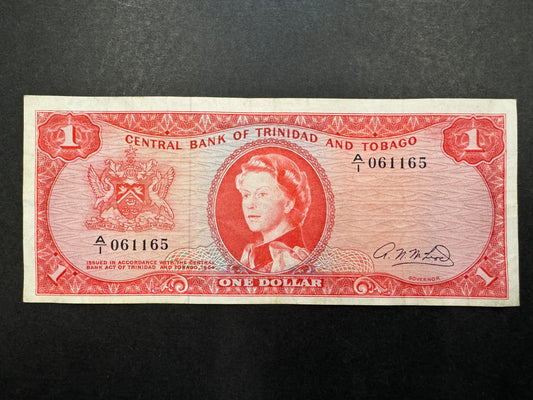 1 1
CENTRAL BANK OF TRINIDAD AND TOBAGO
A/1 061165
A/1 061165
ISSUED IN ACCORDANCE WITH THE CENTRAL
BANK ACT OF TRINIDAD AND TOBAGO, 1964
GOVERNOR
1 ONE DOLLAR 1